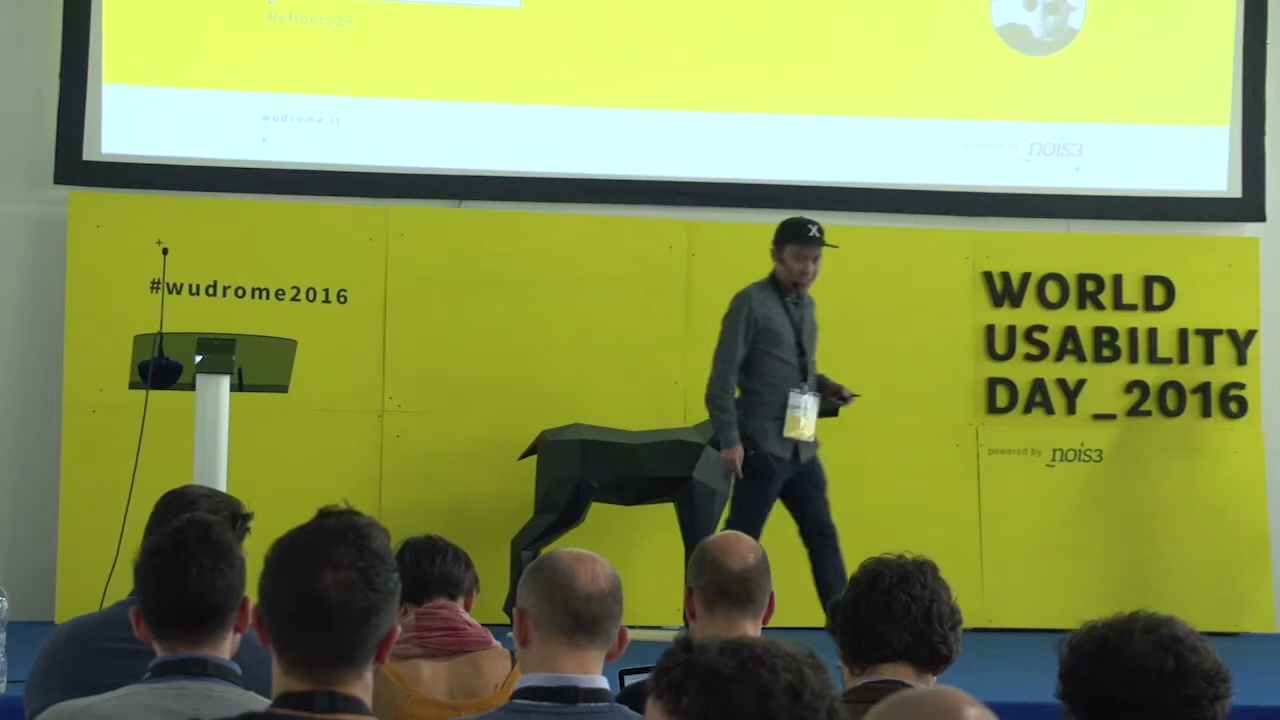 Refinery29
wudrome.it
powered by nois3
#wudrome2016
X
WORLD
USABILITY
DAY_2016
powered by nois3